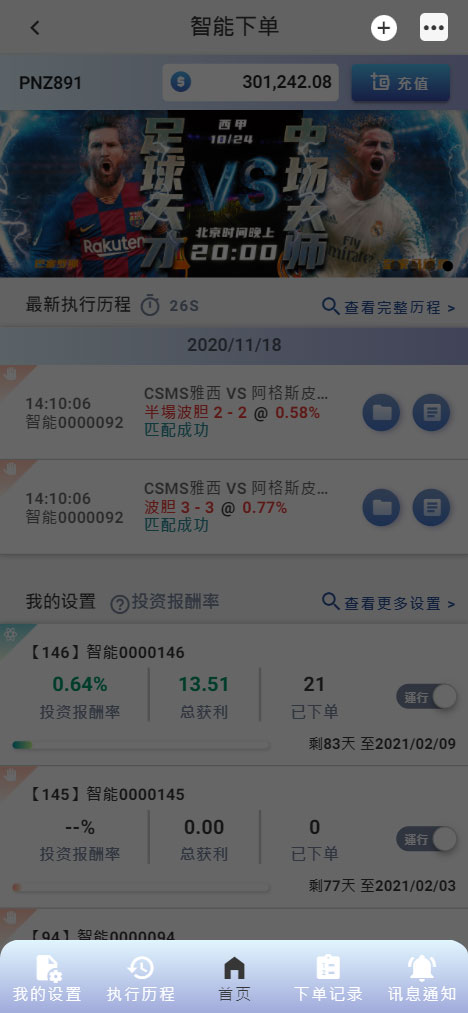 智能下单
PNZ891
301,242.08
充值
西甲
10/24
足球天才
VS
中场大师
北京时间晚上
20:00
Rakuten
Fly
Emirates
最新执行历程
26S
查看完整历程 >
2020/11/18
14:10:06
智能0000092
CSMS雅西 VS 阿格斯皮...
半場波胆 2 - 2 @ 0.58%
匹配成功
14:10:06
智能0000092
CSMS雅西 VS 阿格斯皮...
波胆 3 - 3 @ 0.77%
匹配成功
我的设置
投资报酬率
查看更多设置 >
【146】智能0000146
0.64%
投资报酬率
13.51
总获利
21
已下单
運行
剩83天 至2021/02/09
【145】智能0000145
--%
投资报酬率
0.00
总获利
0
已下单
運行
剩77天 至2021/02/03
【94】智能0000094
我的设置
执行历程
首页
下单记录
讯息通知